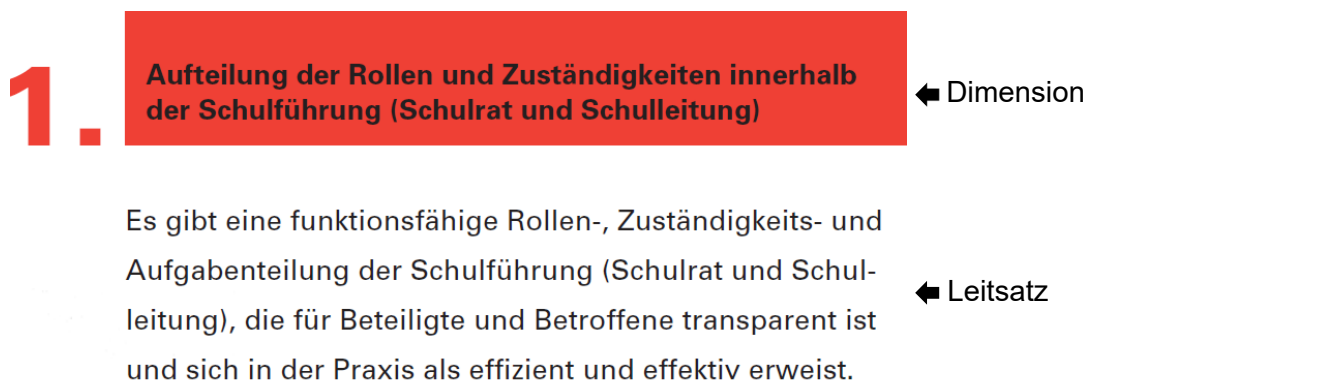 1.
Aufteilung der Rollen und Zuständigkeiten innerhalb
der Schulführung (Schulrat und Schulleitung)
Dimension
Es gibt eine funktionsfähige Rollen-, Zuständigkeits- und
Aufgabenteilung der Schulführung (Schulrat und Schul-
leitung), die für Beteiligte und Betroffene transparent ist
und sich in der Praxis als effizient und effektiv erweist.
Leitsatz